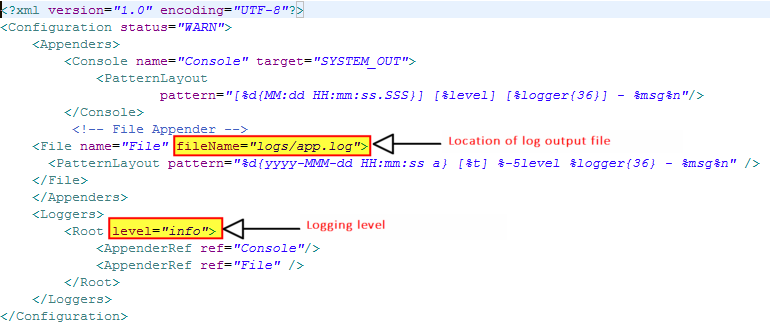 <?xml version="1.0" encoding="UTF-8"?>
<Configuration status="WARN">
<Appenders>
<Console name="Console" target="SYSTEM_OUT">
<PatternLayout
pattern="[%d{MM:dd HH:mm:ss.SSS}] [%level] [%logger{36}] - %msg%n"/>
</Console>
<!-- File Appender -->
<File name="File" fileName="logs/app.log"> Location of log output file
<PatternLayout pattern="%d{yyyy-MMM-dd HH:mm:ss a} [%t] %-5level %logger{36} - %msg%n" />
</File>
</Appenders>
<Loggers>
<Root level="info"> Logging level
<AppenderRef ref="Console"/>
<AppenderRef ref="File" />
</Root>
</Loggers>
</Configuration>